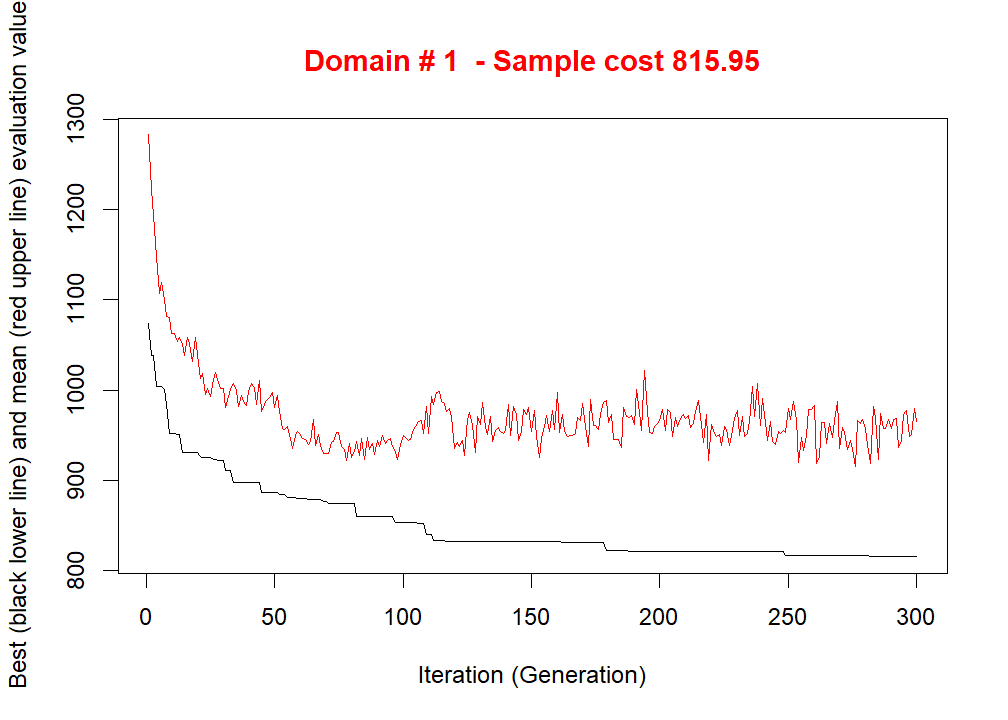 Domain # 1  - Sample cost 815.95
Best (black lower line) and mean (red upper line) evaluation value
1300
1200
1100
1000
900
800
0 50 100 150 200 250 300
Iteration (Generation)